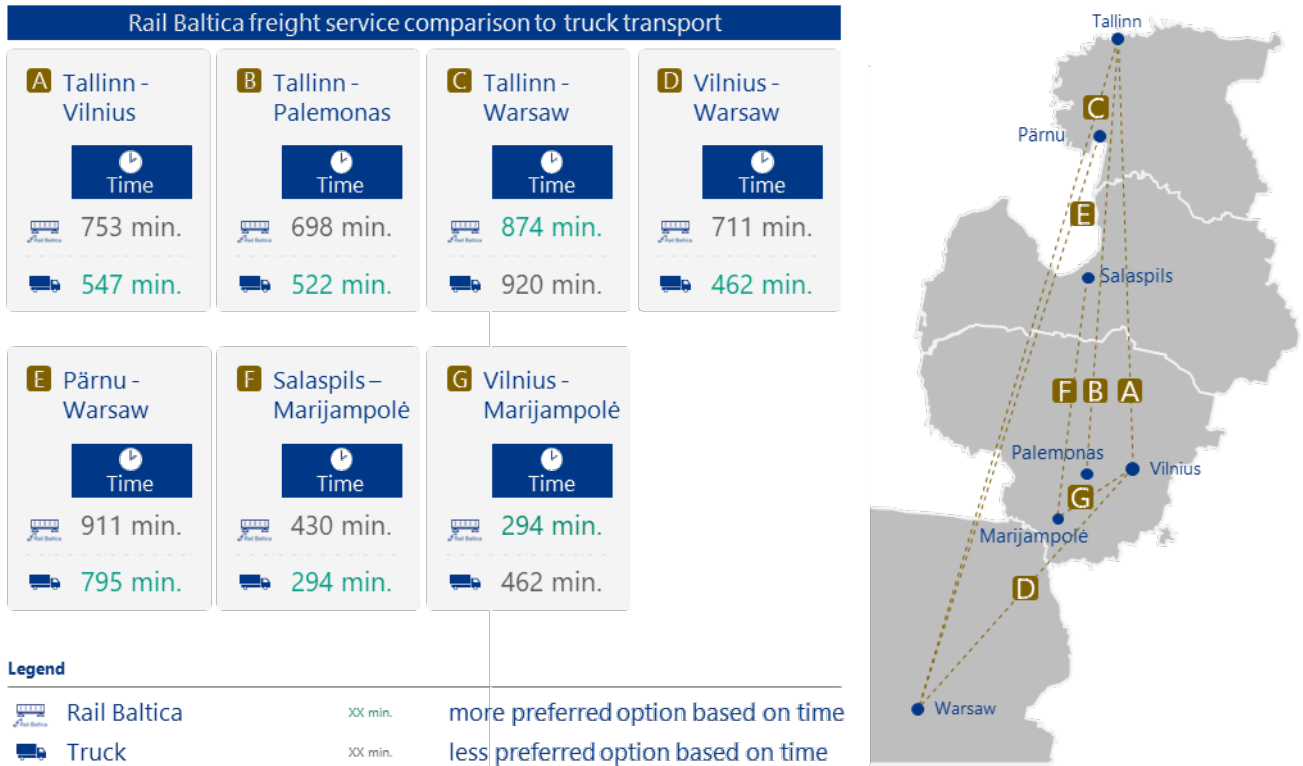 Rail Baltica freight service comparison to truck transport
A Tallinn -
Vilnius
Time
753 min.
547 min.
B Tallinn -
Palemonas
Time
698 min.
522 min.
C Tallinn -
Warsaw
Time
874 min.
920 min.
D Vilnius -
Warsaw
Time
711 min.
462 min.
E Pärnu -
Warsaw
Time
911 min.
795 min.
F Salaspils –
Marijampolė
Time
430 min.
294 min.
G Vilnius -
Marijampolė
Time
294 min.
462 min.
Legend
Rail Baltica
Rail Baltica
XX min.
more preferred option based on time
Truck
XX min.
less preferred option based on time
Tallinn
C
Pärnu
E
Salaspils
F
B
A
Palemonas
Vilnius
G
Marijampolė
D
Warsaw